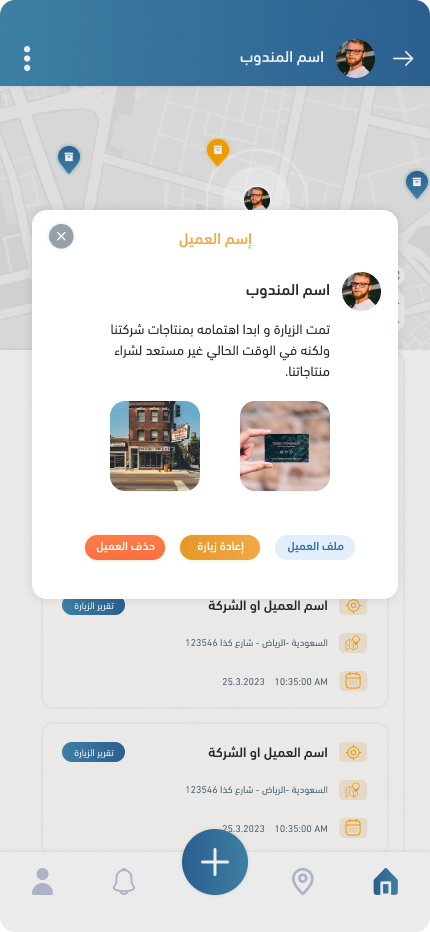 اسم المندوب
إسم العميل
اسم المندوب
تمت الزيارة و ابدا اهتمامه بمنتاجات شركتنا
ولكنه في الوقت الحالي غير مستعد لشراء
منتاجاتنا.
ملف العميل
إعادة زيارة
حذف العميل
اسم العميل او الشركة
تقرير الزيارة
السعودية -الرياض - شارع كذا 123546
25.3.2023 10:35:00 AM
اسم العميل او الشركة
تقرير الزيارة
السعودية -الرياض - شارع كذا 123546
25.3.2023 10:35:00 AM